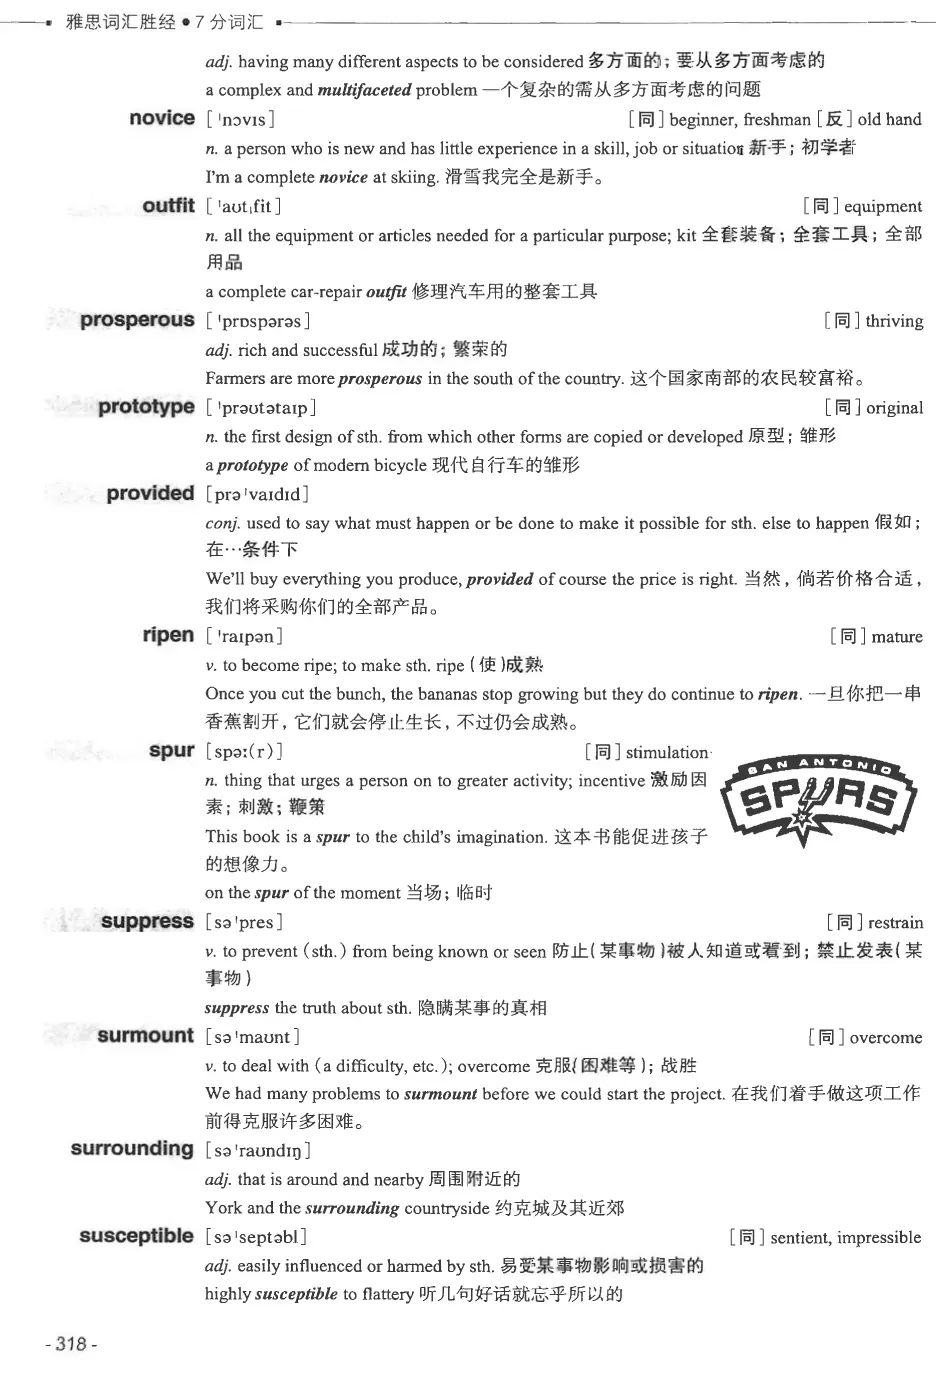 雅思词汇胜经●7分词汇
adj. having many different aspects to be considered 多方面的；要从多方面考虑的
a complex and multifaceted problem 一个复杂的需从多方面考虑的问题
novice [ˈnɔvɪs] [同] beginner, freshman [反] old hand
n. a person who is new and has little experience in a skill, job or situation 新手；初学者
I'm a complete novice at skiing. 滑雪我完全是新手。
outfit [ˈaʊtˌfit] [同] equipment
n. all the equipment or articles needed for a particular purpose; kit 全套装备；全套工具；全部
用品
a complete car-repair outfit 修理汽车用的整套工具
prosperous [ˈprɒspərəs] [同] thriving
adj. rich and successful 成功的；繁荣的
Farmers are more prosperous in the south of the country. 这个国家南部的农民较富裕。
prototype [ˈprəʊtətaɪp] [同] original
n. the first design of sth. from which other forms are copied or developed 原型；雏形
a prototype of modern bicycle 现代自行车的雏形
provided [prəˈvaɪdɪd]
conj. used to say what must happen or be done to make it possible for sth. else to happen 假如；
在…条件下
We'll buy everything you produce, provided of course the price is right. 当然，倘若价格合适，
我们将采购你们的全部产品。
ripen [ˈraɪpən] [同] mature
v. to become ripe; to make sth. ripe (使)成熟
Once you cut the bunch, the bananas stop growing but they do continue to ripen. 一旦你把一串
香蕉割开，它们就会停止生长，不过仍会成熟。
spur [spəː(r)] [同] stimulation
n. thing that urges a person on to greater activity; incentive 激励因
素；刺激；鞭策
This book is a spur to the child's imagination. 这本书能促进孩子
的想像力。
on the spur of the moment 当场；临时
SAN ANTONIO
SPURS
suppress [səˈpres] [同] restrain
v. to prevent (sth.) from being known or seen 防止(某事物)被人知道或看到；禁止发表(某
事物)
suppress the truth about sth. 隐瞒某事的真相
surmount [səˈmaʊnt] [同] overcome
v. to deal with (a difficulty, etc.); overcome 克服(困难等)；战胜
We had many problems to surmount before we could start the project. 在我们着手做这项工作
前得克服许多困难。
surrounding [səˈraʊndɪŋ]
adj. that is around and nearby 周围附近的
York and the surrounding countryside 约克城及其近郊
susceptible [səˈseptəbl] [同] sentient, impressible
adj. easily influenced or harmed by sth. 易受某事物影响或损害的
highly susceptible to flattery 听几句好话就忘乎所以的
- 318 -